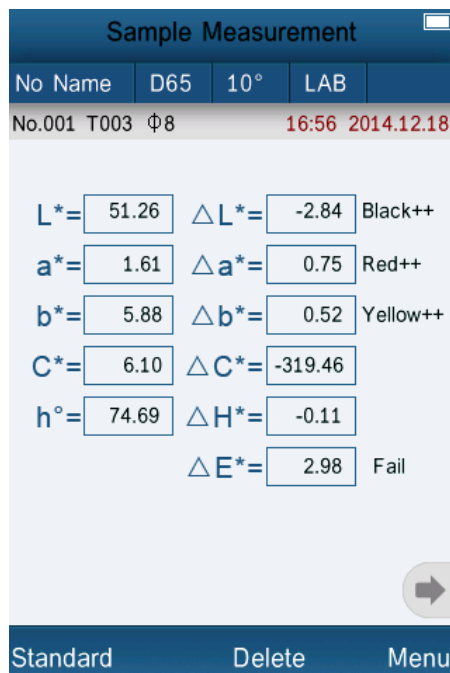 Sample Measurement
No Name D65 10° LAB
No.001 T003 Φ8 16:56 2014.12.18
L*= 51.26 △L*= -2.84 Black++
a*= 1.61 △a*= 0.75 Red++
b*= 5.88 △b*= 0.52 Yellow++
C*= 6.10 △C*= -319.46
h°= 74.69 △H*= -0.11
△E*= 2.98 Fail
Standard Delete Menu